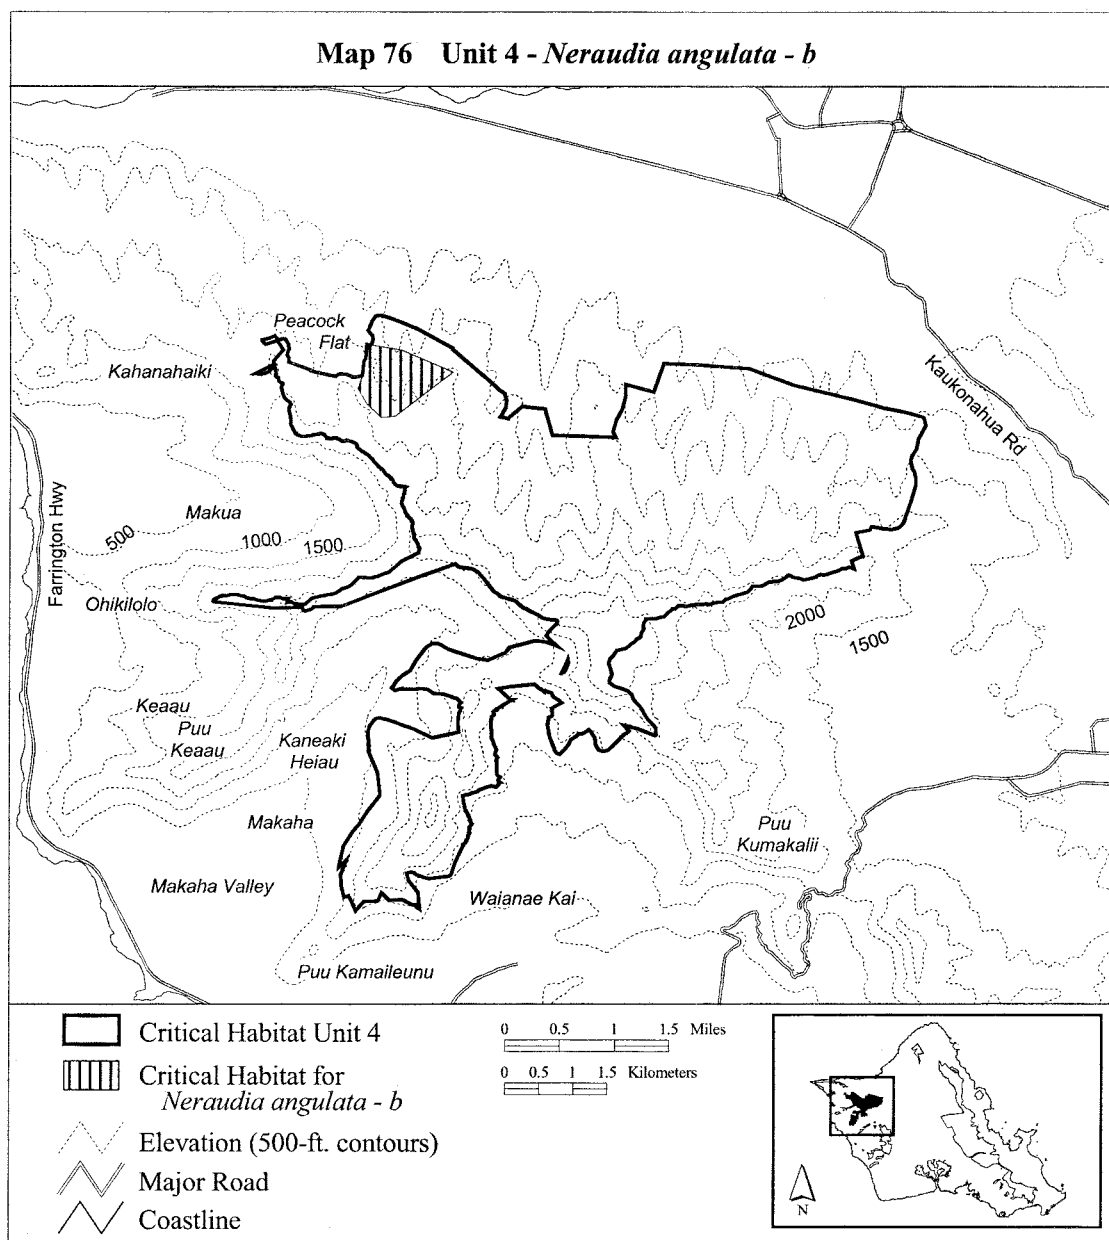 Map 76 Unit 4 - Neraudia angulata - b
Peacock
Flat
Kahanahaiki
Kaukonahua Rd
Farrington Hwy
Makua
500
1000
1500
Ohikilolo
2000
1500
Keaau
Puu
Keaau
Kaneaki
Heiau
Makaha
Puu
Kumakalii
Makaha Valley
Waianae Kai
Puu Kamaileunu
Critical Habitat Unit 4
Critical Habitat for
Neraudia angulata - b
Elevation (500-ft. contours)
Major Road
Coastline
0 0.5 1 1.5 Miles
0 0.5 1 1.5 Kilometers
N